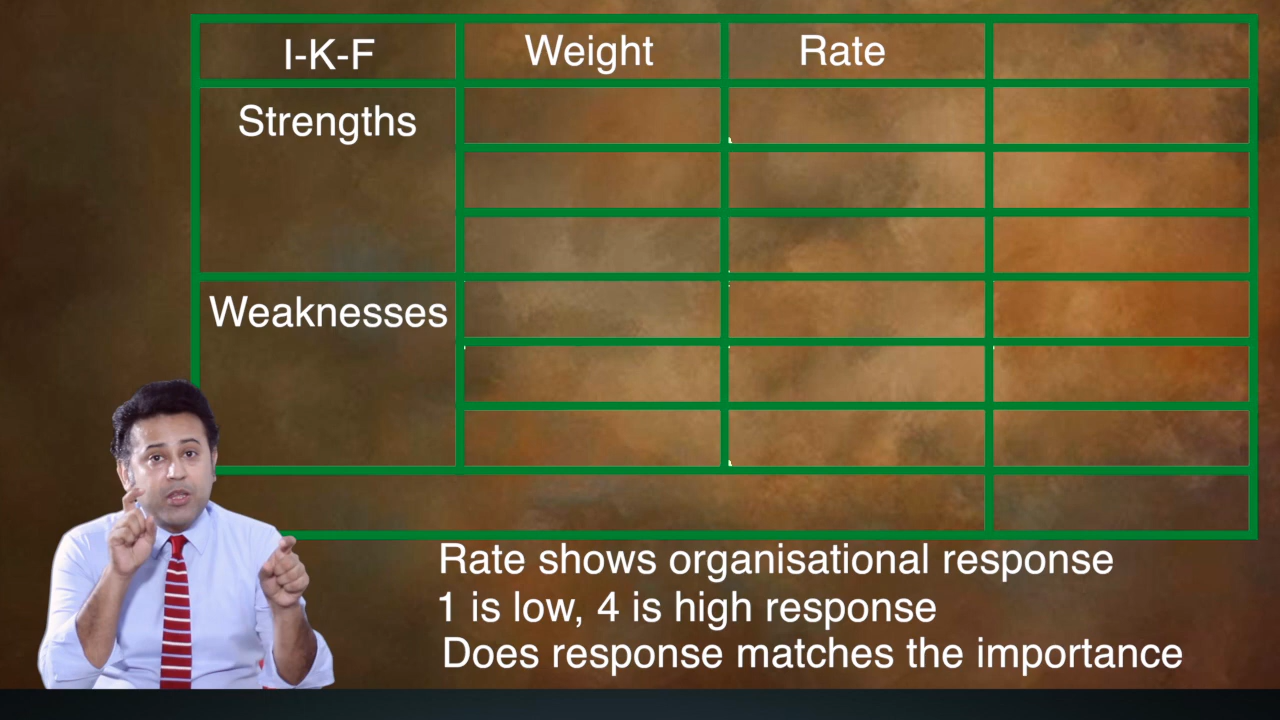 I-K-F Weight Rate
Strengths
Weaknesses
Rate shows organisational response
1 is low, 4 is high response
Does response matches the importance